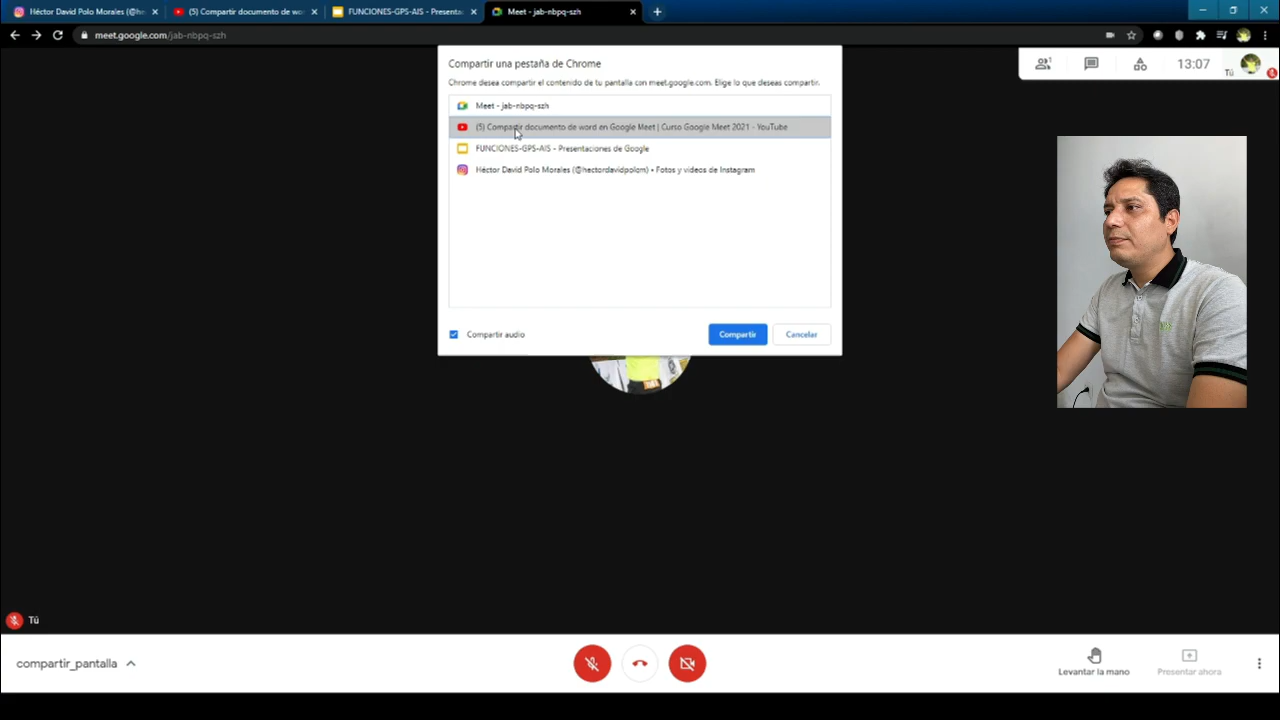 Héctor David Polo Morales (@he
(5) Compartir documento de wor
FUNCIONES-GPS-AIS - Presenta
Meet - jab-nbpq-szh
meet.google.com/jab-nbpq-szh
Compartir una pestaña de Chrome
Chrome desea compartir el contenido de tu pantalla con meet.google.com. Elige lo que deseas compartir.
Meet - jab-nbpq-szh
(5) Compartir documento de word en Google Meet | Curso Google Meet 2021 - YouTube
FUNCIONES-GPS-AIS - Presentaciones de Google
Héctor David Polo Morales (@hectordavidpolom) • Fotos y videos de Instagram
Compartir audio
Compartir
Cancelar
1
13:07
Tú
Tú
compartir_pantalla
Levantar la mano
Presentar ahora